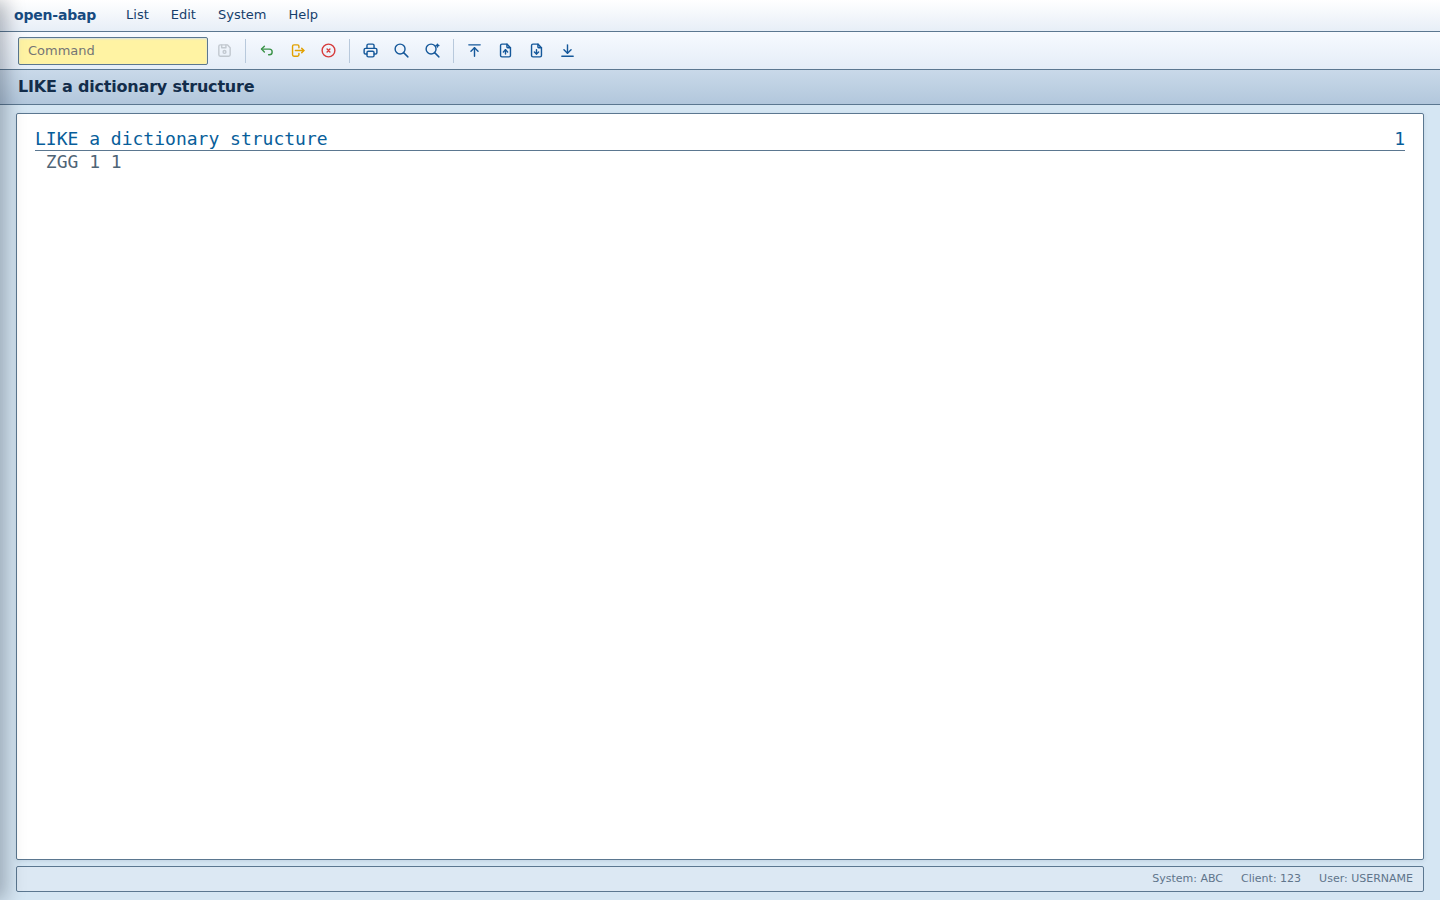 open-abap List Edit System Help
Command
LIKE a dictionary structure
LIKE a dictionary structure 1
ZGG 1 1
System: ABC Client: 123 User: USERNAME